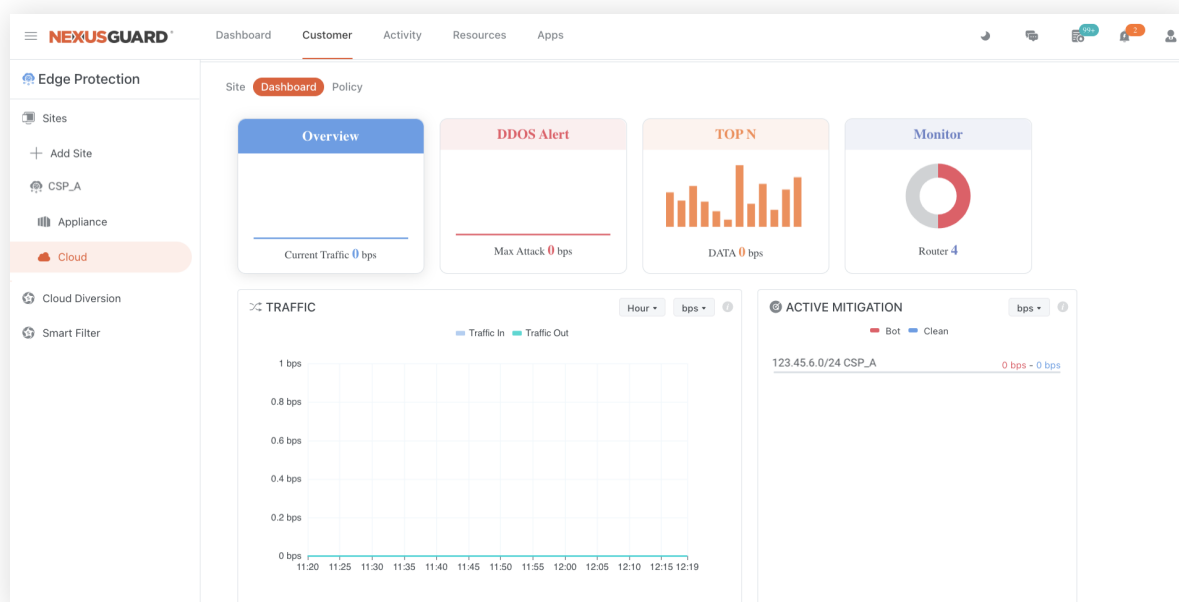 NEXUSGUARD Dashboard Customer Activity Resources Apps 99+ 2
Edge Protection
Site Dashboard Policy
Sites
Add Site
CSP_A
Appliance
Cloud
Cloud Diversion
Smart Filter
Overview
Current Traffic 0 bps
DDOS Alert
Max Attack 0 bps
TOP N
DATA 0 bps
Monitor
Router 4
TRAFFIC Hour bps
Traffic In Traffic Out
1 bps
0.8 bps
0.6 bps
0.4 bps
0.2 bps
0 bps
11:20 11:25 11:30 11:35 11:40 11:45 11:50 11:55 12:00 12:05 12:10 12:15 12:19
ACTIVE MITIGATION bps
Bot Clean
123.45.6.0/24 CSP_A 0 bps - 0 bps